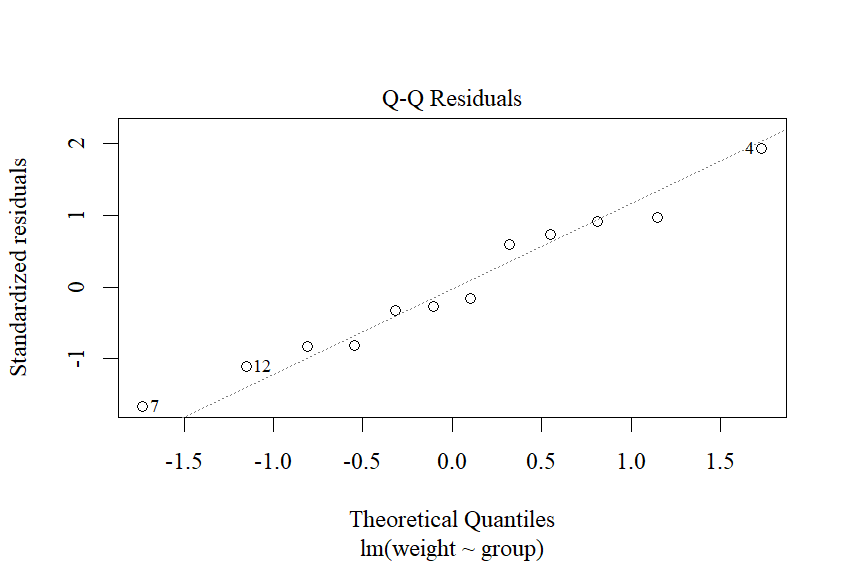 Q-Q Residuals
Standardized residuals
2
1
0
-1
4
12
7
-1.5 -1.0 -0.5 0.0 0.5 1.0 1.5
Theoretical Quantiles
lm(weight ~ group)